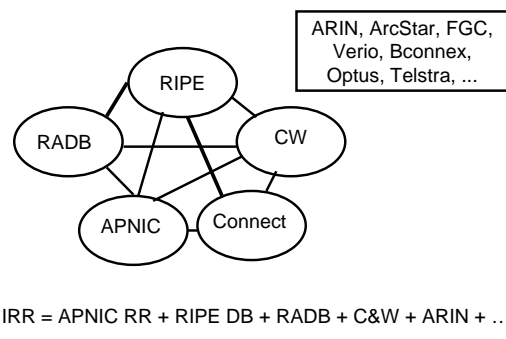 ARIN, ArcStar, FGC,
Verio, Bconnex,
Optus, Telstra, ...
RIPE
RADB
CW
APNIC
Connect
IRR = APNIC RR + RIPE DB + RADB + C&W + ARIN + ...